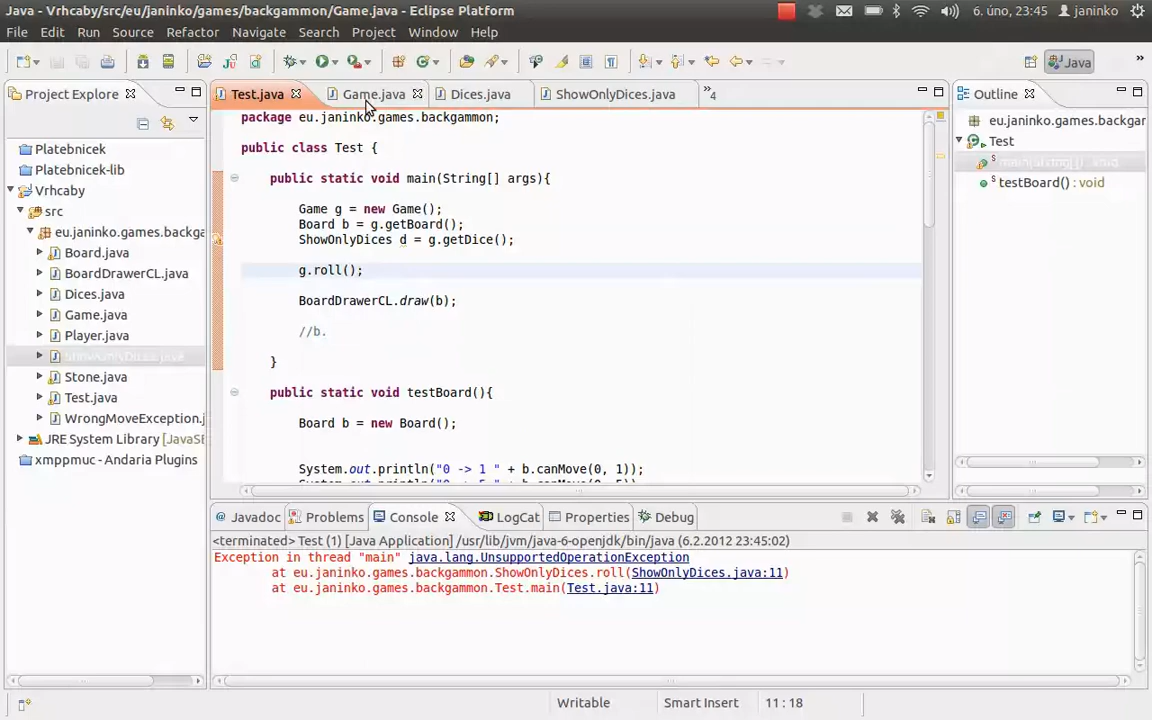 Java - Vrhcaby/src/eu/janinko/games/backgammon/Game.java - Eclipse Platform
6. úno, 23:45
janinko
File Edit View Run Source Refactor Navigate Search Project Window Help
Java
»
Project Explorer
Test.java
Game.java
Dices.java
ShowOnlyDices.java
»4
Outline
Platebnicek
Platebnicek-lib
Vrhcaby
src
eu.janinko.games.backga
Board.java
BoardDrawerCL.java
Dices.java
Game.java
Player.java
ShowOnlyDices.java
Stone.java
Test.java
WrongMoveException.j
JRE System Library [JavaSE
xmppmuc - Andaria Plugins
package eu.janinko.games.backgammon;
public class Test {
public static void main(String[] args){
Game g = new Game();
Board b = g.getBoard();
ShowOnlyDices d = g.getDice();
g.roll();
BoardDrawerCL.draw(b);
//b.
}
public static void testBoard(){
Board b = new Board();
System.out.println("0 -> 1 " + b.canMove(0, 1));
eu.janinko.games.backgar
Test
main(String[]) : void
testBoard() : void
Javadoc
Problems
Console
LogCat
Properties
Debug
<terminated> Test (1) [Java Application] /usr/lib/jvm/java-6-openjdk/bin/java (6.2.2012 23:45:02)
Exception in thread "main" java.lang.UnsupportedOperationException
at eu.janinko.games.backgammon.ShowOnlyDices.roll(ShowOnlyDices.java:11)
at eu.janinko.games.backgammon.Test.main(Test.java:11)
Writable
Smart Insert
11 : 18